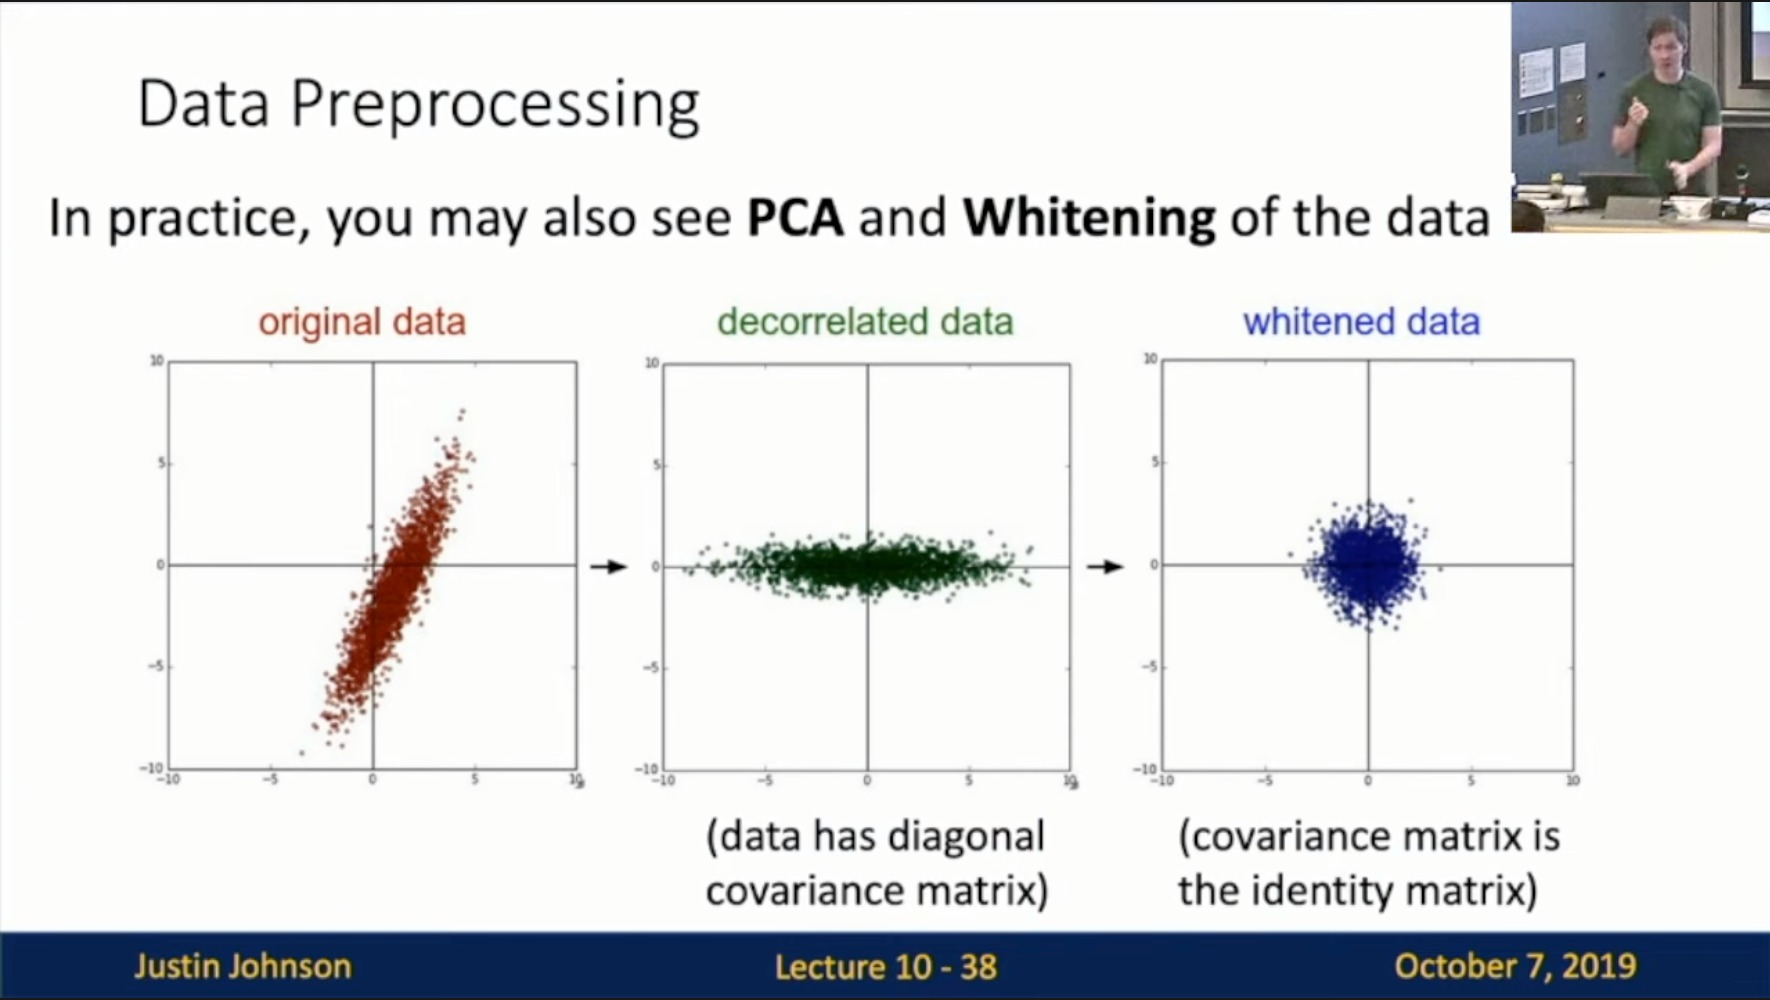 Data Preprocessing
In practice, you may also see PCA and Whitening of the data
original data
decorrelated data
whitened data
10
5
0
−5
−10
−10
−5
0
5
10
10
5
0
−5
−10
−10
−5
0
5
10
10
5
0
−5
−10
−10
−5
0
5
10
(data has diagonal
covariance matrix)
(covariance matrix is
the identity matrix)
Justin Johnson
Lecture 10 - 38
October 7, 2019